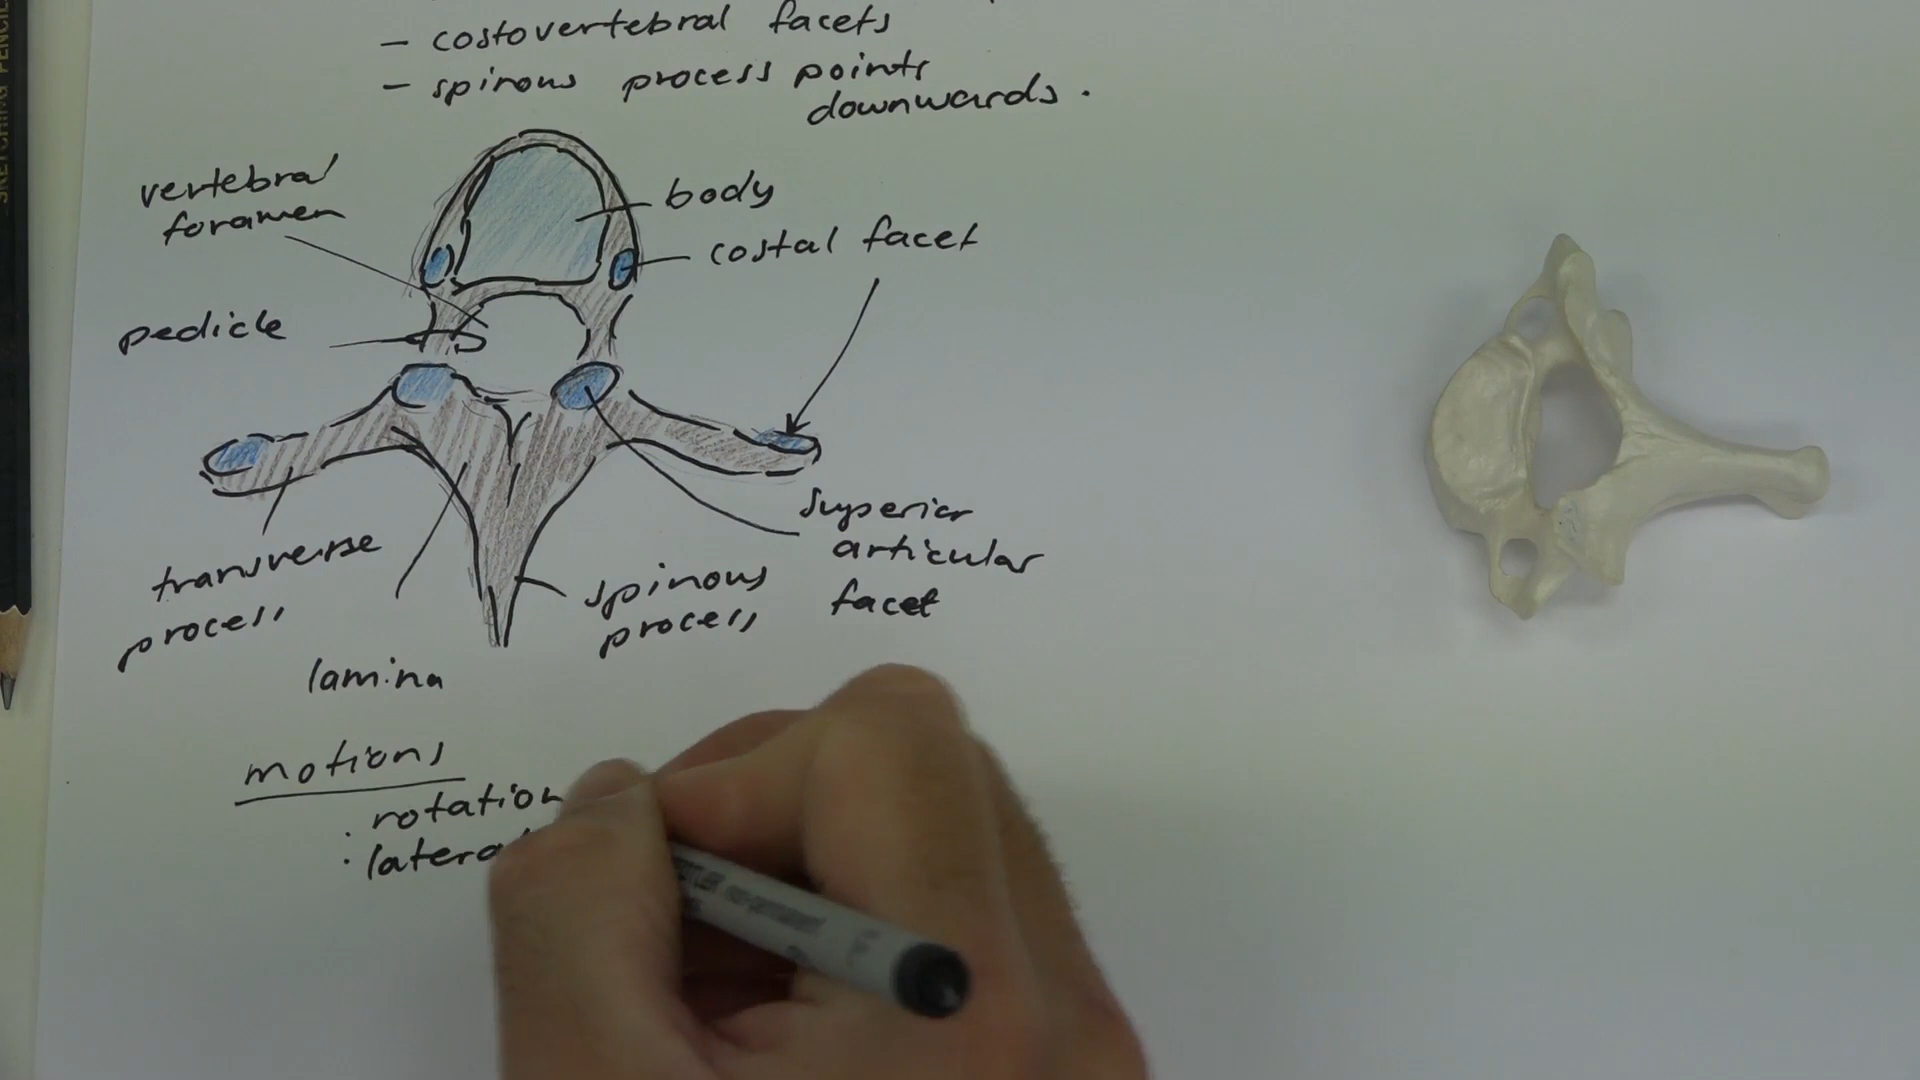 - costovertebral facets
- spinous process points
downwards.
vertebral
foramen
body
costal facet
pedicle
superior
articular
facet
transverse
process
spinous
process
lamina
motions
. rotation
. latera